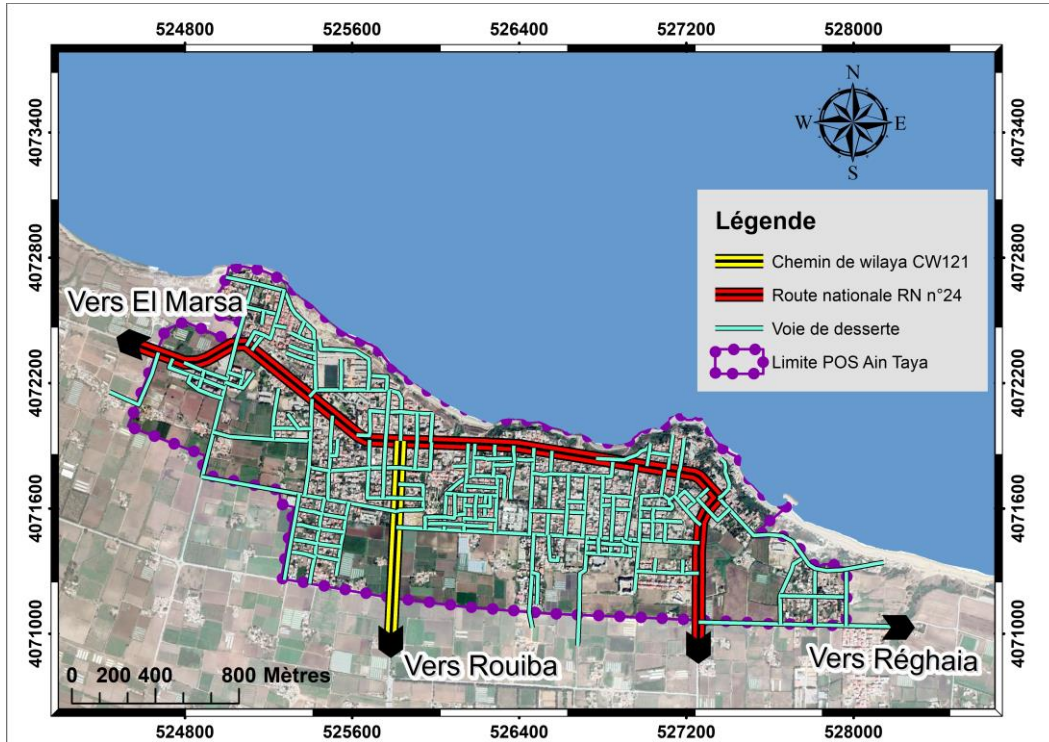 524800 525600 526400 527200 528000
4073400 4073400
N
W E
S
Légende
4072800 4072800
Chemin de wilaya CW121
Route nationale RN n°24
Vers El Marsa
Voie de desserte
Limite POS Ain Taya
4072200 4072200
4071600 4071600
4071000 4071000
Vers Rouiba
Vers Réghaia
0 200 400 800 Mètres
524800 525600 526400 527200 528000